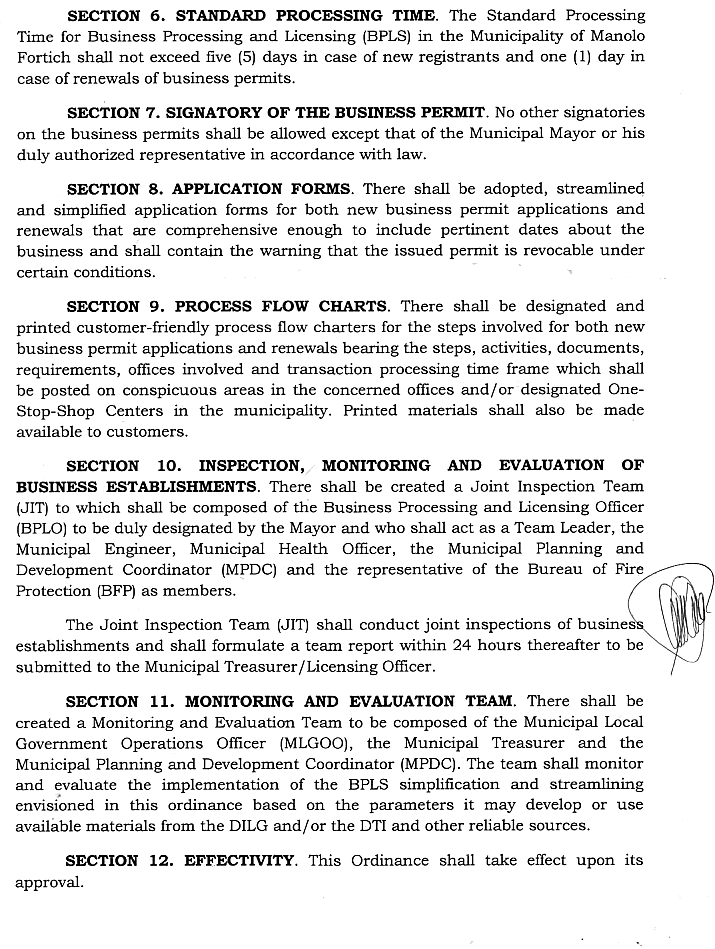 SECTION 6. STANDARD PROCESSING TIME. The Standard Processing
Time for Business Processing and Licensing (BPLS) in the Municipality of Manolo
Fortich shall not exceed five (5) days in case of new registrants and one (1) day in
case of renewals of business permits.
SECTION 7. SIGNATORY OF THE BUSINESS PERMIT. No other signatories
on the business permits shall be allowed except that of the Municipal Mayor or his
duly authorized representative in accordance with law.
SECTION 8. APPLICATION FORMS. There shall be adopted, streamlined
and simplified application forms for both new business permit applications and
renewals that are comprehensive enough to include pertinent dates about the
business and shall contain the warning that the issued permit is revocable under
certain conditions.
SECTION 9. PROCESS FLOW CHARTS. There shall be designated and
printed customer-friendly process flow charters for the steps involved for both new
business permit applications and renewals bearing the steps, activities, documents,
requirements, offices involved and transaction processing time frame which shall
be posted on conspicuous areas in the concerned offices and/or designated One-
Stop-Shop Centers in the municipality. Printed materials shall also be made
available to customers.
SECTION 10. INSPECTION, MONITORING AND EVALUATION OF
BUSINESS ESTABLISHMENTS. There shall be created a Joint Inspection Team
(JIT) to which shall be composed of the Business Processing and Licensing Officer
(BPLO) to be duly designated by the Mayor and who shall act as a Team Leader, the
Municipal Engineer, Municipal Health Officer, the Municipal Planning and
Development Coordinator (MPDC) and the representative of the Bureau of Fire
Protection (BFP) as members.
The Joint Inspection Team (JIT) shall conduct joint inspections of business
establishments and shall formulate a team report within 24 hours thereafter to be
submitted to the Municipal Treasurer/Licensing Officer.
SECTION 11. MONITORING AND EVALUATION TEAM. There shall be
created a Monitoring and Evaluation Team to be composed of the Municipal Local
Government Operations Officer (MLGOO), the Municipal Treasurer and the
Municipal Planning and Development Coordinator (MPDC). The team shall monitor
and evaluate the implementation of the BPLS simplification and streamlining
envisioned in this ordinance based on the parameters it may develop or use
available materials from the DILG and/or the DTI and other reliable sources.
SECTION 12. EFFECTIVITY. This Ordinance shall take effect upon its
approval.